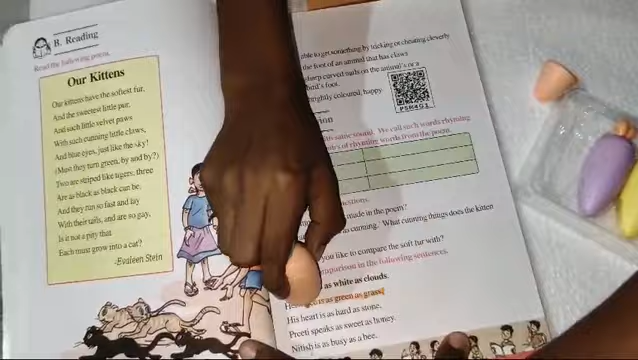 B. Reading
Read the following poem.
Our Kittens
Our kittens have the softest fur,
And the sweetest little purr,
And such little velvet paws
With such cunning little claws,
And blue eyes, just like the sky!
(Must they turn green, by and by?)
Two are striped like tigers; three
Are as black as black can be.
And they run so fast and lay
With their tails, and are so gay,
Is it not a pity that
Each must grow into a cat?
-Evaleen Stein
able to get something by tricking or cheating cleverly
the foot of an animal that has claws
sharp curved nails on the animal's or a
bird's foot.
brightly coloured, happy
PSM4G1
with same sound. We call such words rhyming
pairs of rhyming words from the poem.
questions.
made in the poem?
as cunning. What cunning things does the kitten
you like to compare the soft fur with?
comparison in the following sentences.
as white as clouds.
is as green as grass.
His heart is as hard as stone.
Preeti speaks as sweet as honey.
Nitish is as busy as a bee.